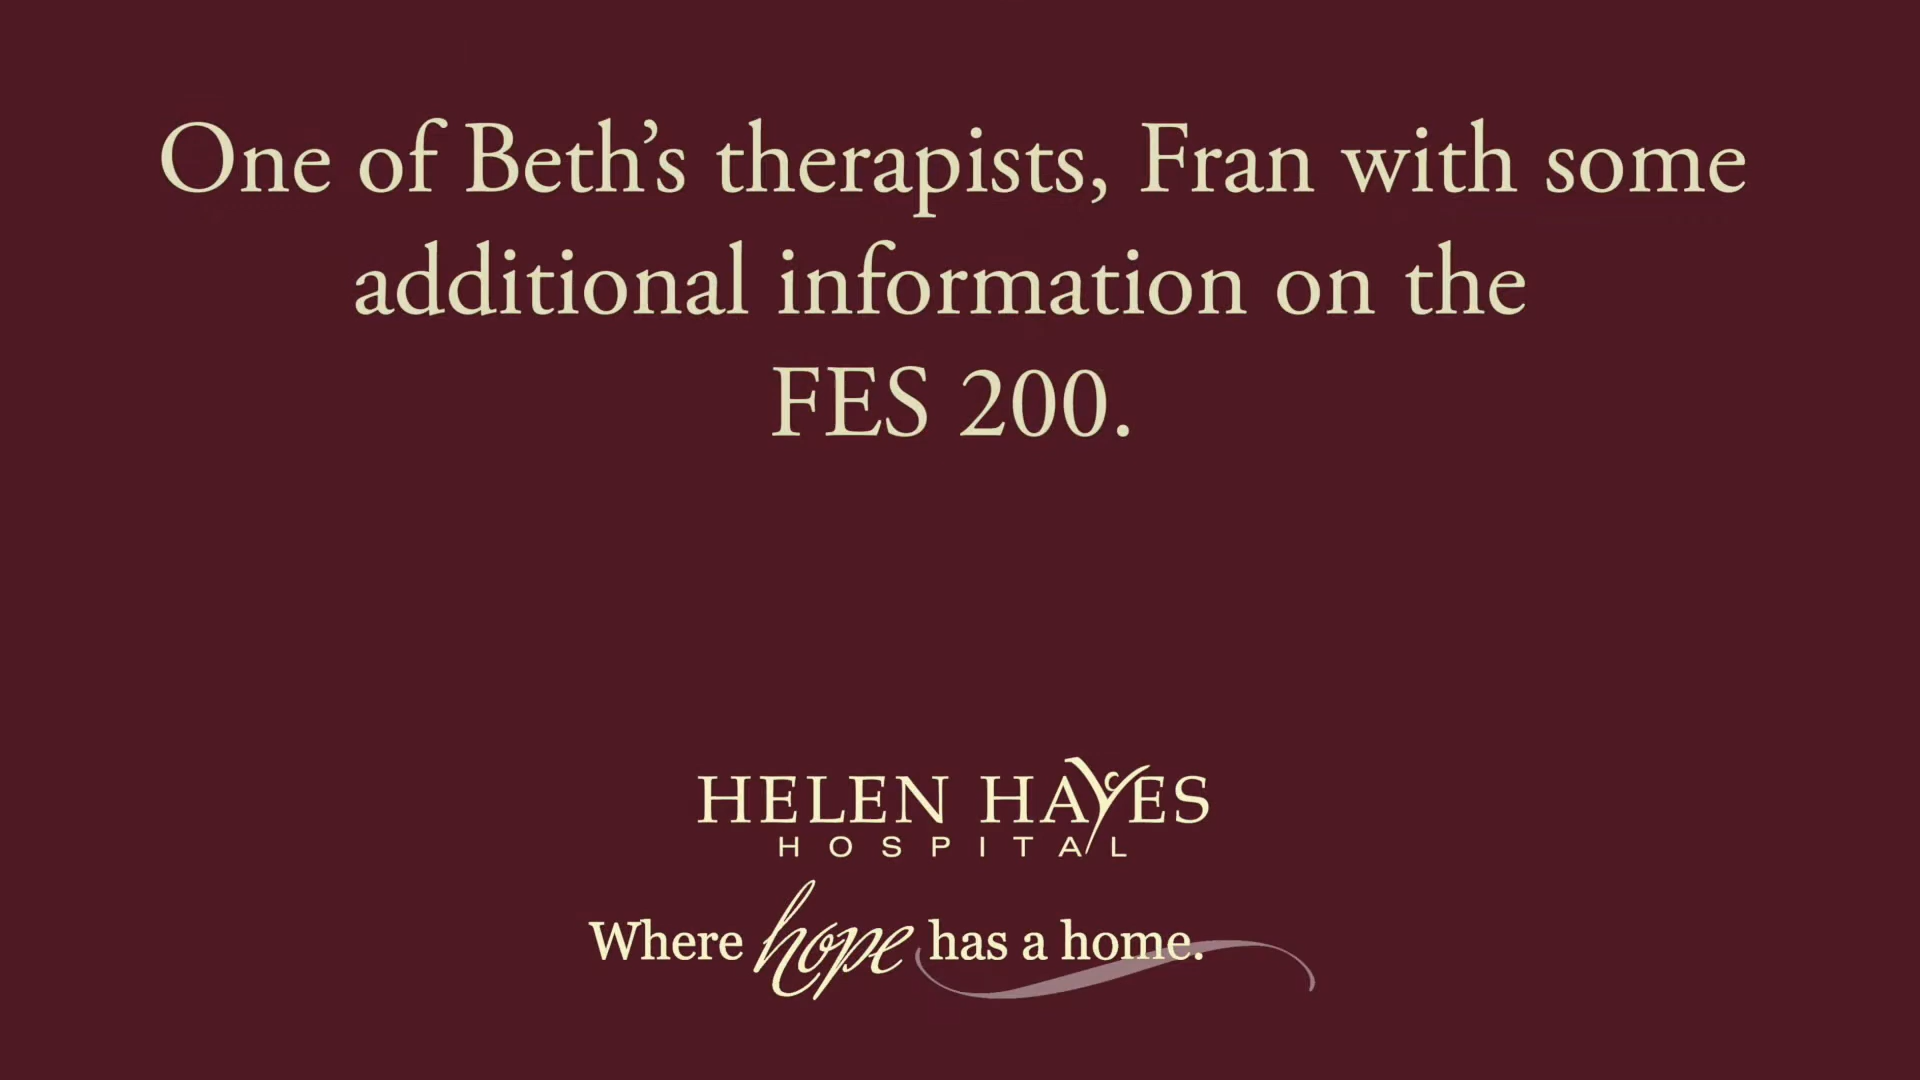 One of Beth’s therapists, Fran with some
additional information on the
FES 200.
HELEN HAYES
HOSPITAL
Where hope has a home.